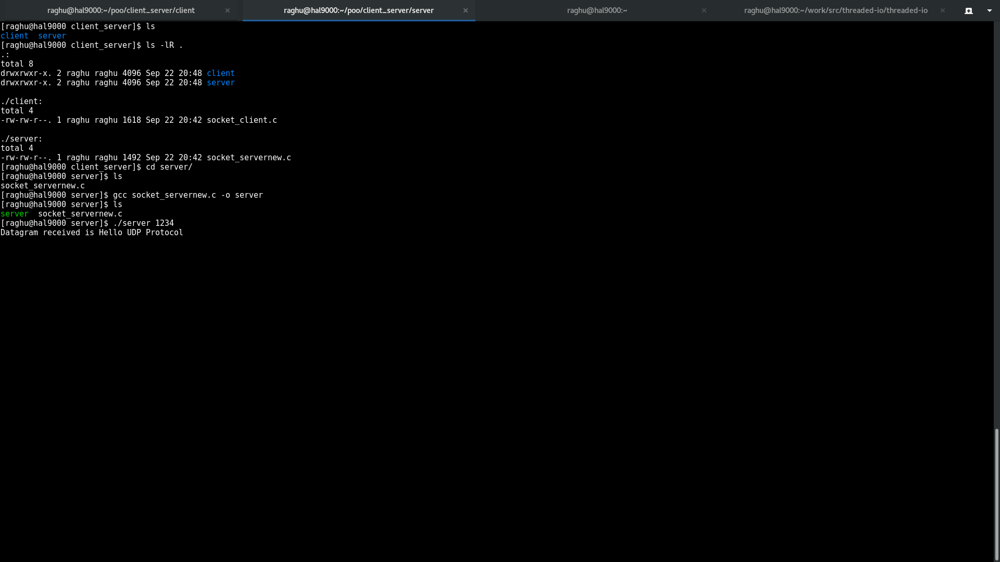 raghu@hal9000:~/poo/client_server/client
raghu@hal9000:~/poo/client_server/server
raghu@hal9000:~
raghu@hal9000:~/work/src/threaded-io/threaded-io
[raghu@hal9000 client_server]$ ls
client  server
[raghu@hal9000 client_server]$ ls -lR .
.:
total 8
drwxrwxr-x. 2 raghu raghu 4096 Sep 22 20:48 client
drwxrwxr-x. 2 raghu raghu 4096 Sep 22 20:48 server
./client:
total 4
-rw-rw-r--. 1 raghu raghu 1618 Sep 22 20:42 socket_client.c
./server:
total 4
-rw-rw-r--. 1 raghu raghu 1492 Sep 22 20:42 socket_servernew.c
[raghu@hal9000 client_server]$ cd server/
[raghu@hal9000 server]$ ls
socket_servernew.c
[raghu@hal9000 server]$ gcc socket_servernew.c -o server
[raghu@hal9000 server]$ ls
server  socket_servernew.c
[raghu@hal9000 server]$ ./server 1234
Datagram received is Hello UDP Protocol